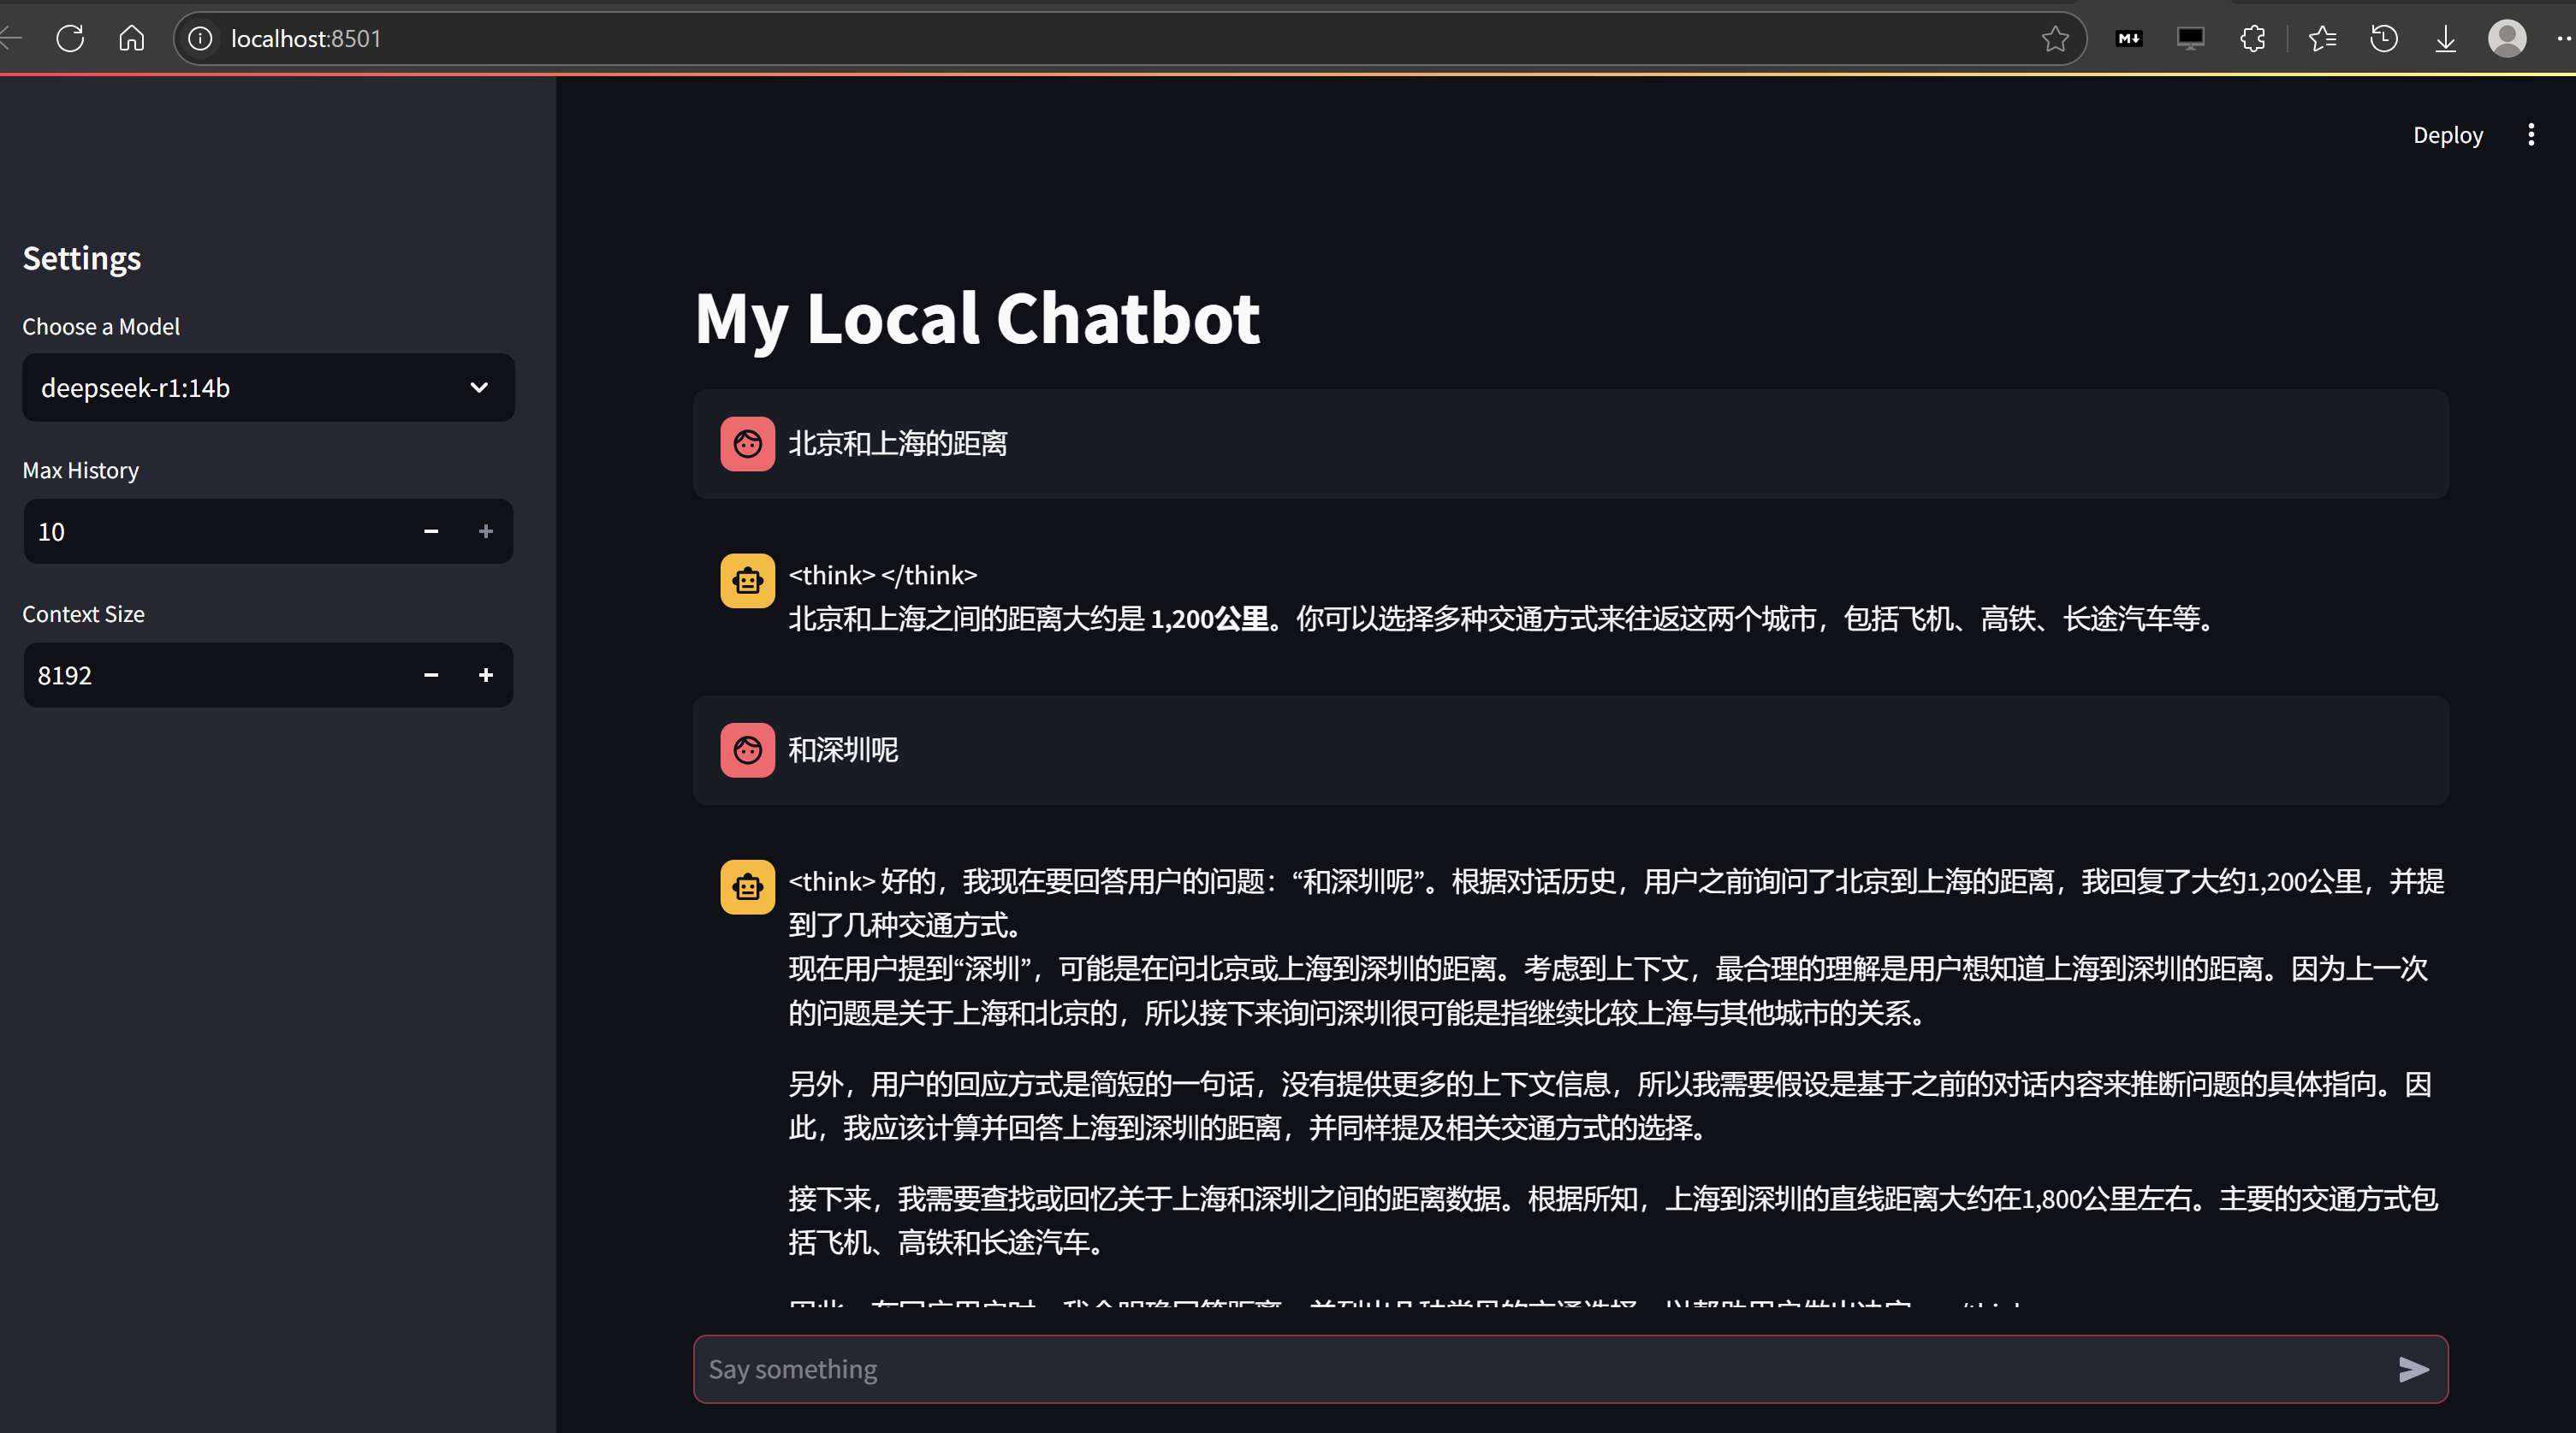 localhost:8501
M↓
Deploy
Settings
Choose a Model
deepseek-r1:14b
Max History
10
Context Size
8192
My Local Chatbot
北京和上海的距离
<think> </think>
北京和上海之间的距离大约是 1,200公里。你可以选择多种交通方式来往返这两个城市，包括飞机、高铁、长途汽车等。
和深圳呢
<think> 好的，我现在要回答用户的问题：“和深圳呢”。根据对话历史，用户之前询问了北京到上海的距离，我回复了大约1,200公里，并提
到了几种交通方式。
现在用户提到“深圳”，可能是在问北京或上海到深圳的距离。考虑到上下文，最合理的理解是用户想知道上海到深圳的距离。因为上一次
的问题是关于上海和北京的，所以接下来询问深圳很可能是指继续比较上海与其他城市的关系。
另外，用户的回应方式是简短的一句话，没有提供更多的上下文信息，所以我需要假设是基于之前的对话内容来推断问题的具体指向。因
此，我应该计算并回答上海到深圳的距离，并同样提及相关交通方式的选择。
接下来，我需要查找或回忆关于上海和深圳之间的距离数据。根据所知，上海到深圳的直线距离大约在1,800公里左右。主要的交通方式包
括飞机、高铁和长途汽车。
Say something